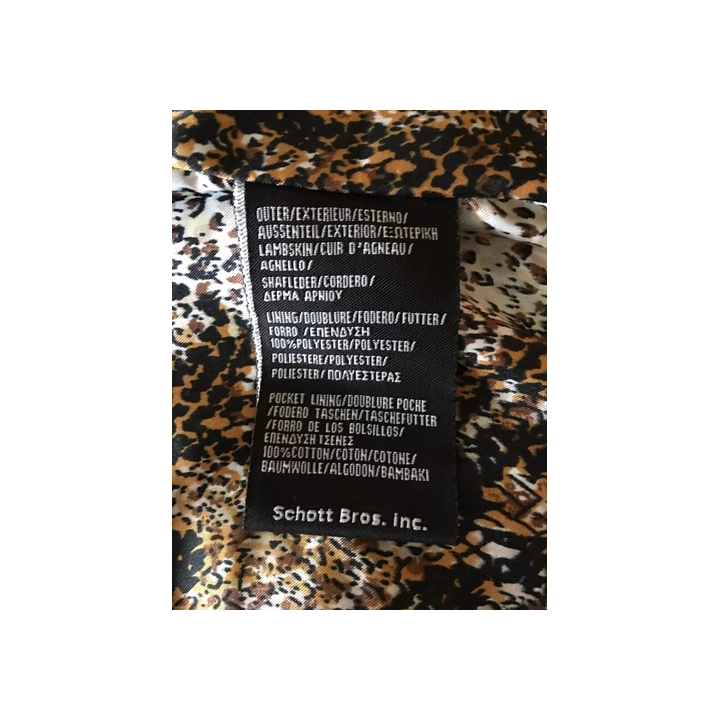 OUTER/EXTERIEUR/ESTERNO/
AUSSENTEIL/EXTERIOR/ΕΞΩΤΕΡΙΚΗ
LAMBSKIN/CUIR D'AGNEAU/
AGNELLO/
SHAFLEDER/CORDERO/
ΔΕΡΜΑ ΑΡΝΙΟΥ
LINING/DOUBLURE/FODERO/FUTTER/
FORRO /ΕΠΕΝΔΥΣΗ
100%POLYESTER/POLYESTER/
POLIESTERE/POLYESTER/
POLIESTER/ ΠΟΛΥΕΣΤΕΡΑΣ
POCKET LINING/DOUBLURE POCHE
/FODERO TASCHEN/TASCHEFUTTER
/FORRO DE LOS BOLSILLOS/
ΕΠΕΝΔΥΣΗ ΤΣΕΝΕΣ
100%COTTON/COTON/COTONE/
BAUMWOLLE/ALGODON/BAMBAKI
Schott Bros. Inc.